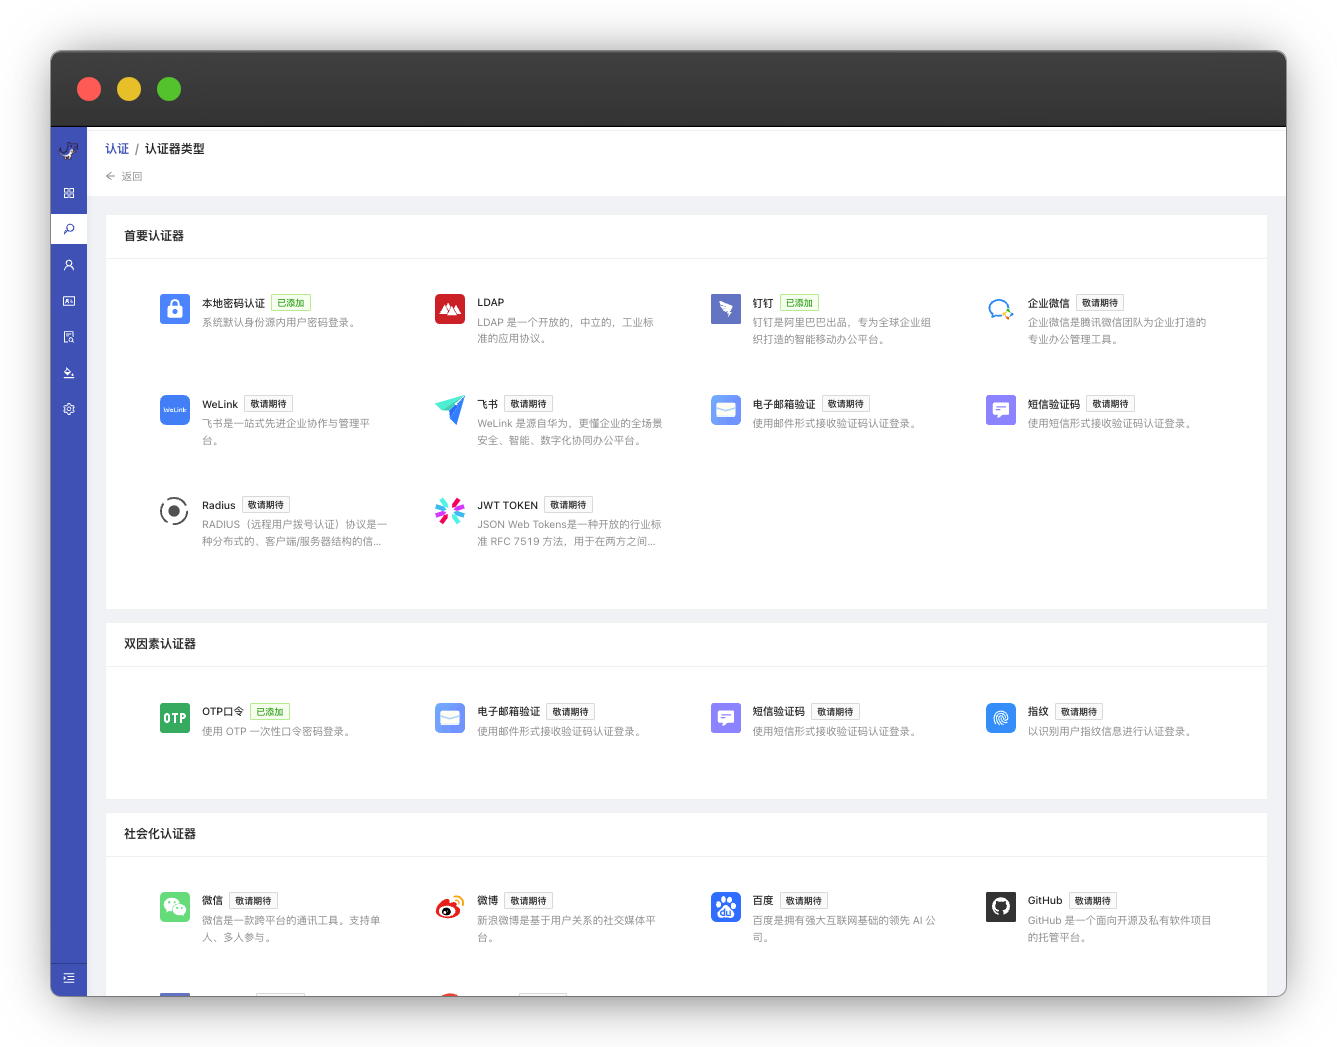 认证 / 认证器类型
← 返回
首要认证器
本地密码认证 已添加
系统默认身份源内用户密码登录。
LDAP
LDAP 是一个开放的，中立的，工业标
准的应用协议。
钉钉 已添加
钉钉是阿里巴巴出品，专为全球企业组
织打造的智能移动办公平台。
企业微信 敬请期待
企业微信是腾讯微信团队为企业打造的
专业办公管理工具。
WeLink
WeLink 敬请期待
飞书是一站式先进企业协作与管理平
台。
飞书 敬请期待
WeLink 是源自华为，更懂企业的全场景
安全、智能、数字化协同办公平台。
电子邮箱验证 敬请期待
使用邮件形式接收验证码认证登录。
短信验证码 敬请期待
使用短信形式接收验证码认证登录。
Radius 敬请期待
RADIUS（远程用户拨号认证）协议是一
种分布式的、客户端/服务器结构的信...
JWT TOKEN 敬请期待
JSON Web Tokens是一种开放的行业标
准 RFC 7519 方法，用于在两方之间...
双因素认证器
OTP
OTP口令 已添加
使用 OTP 一次性口令密码登录。
电子邮箱验证 敬请期待
使用邮件形式接收验证码认证登录。
短信验证码 敬请期待
使用短信形式接收验证码认证登录。
指纹 敬请期待
以识别用户指纹信息进行认证登录。
社会化认证器
微信 敬请期待
微信是一款跨平台的通讯工具。支持单
人、多人参与。
微博 敬请期待
新浪微博是基于用户关系的社交媒体平
台。
du
百度 敬请期待
百度是拥有强大互联网基础的领先 AI 公
司。
GitHub 敬请期待
GitHub 是一个面向开源及私有软件项目
的托管平台。